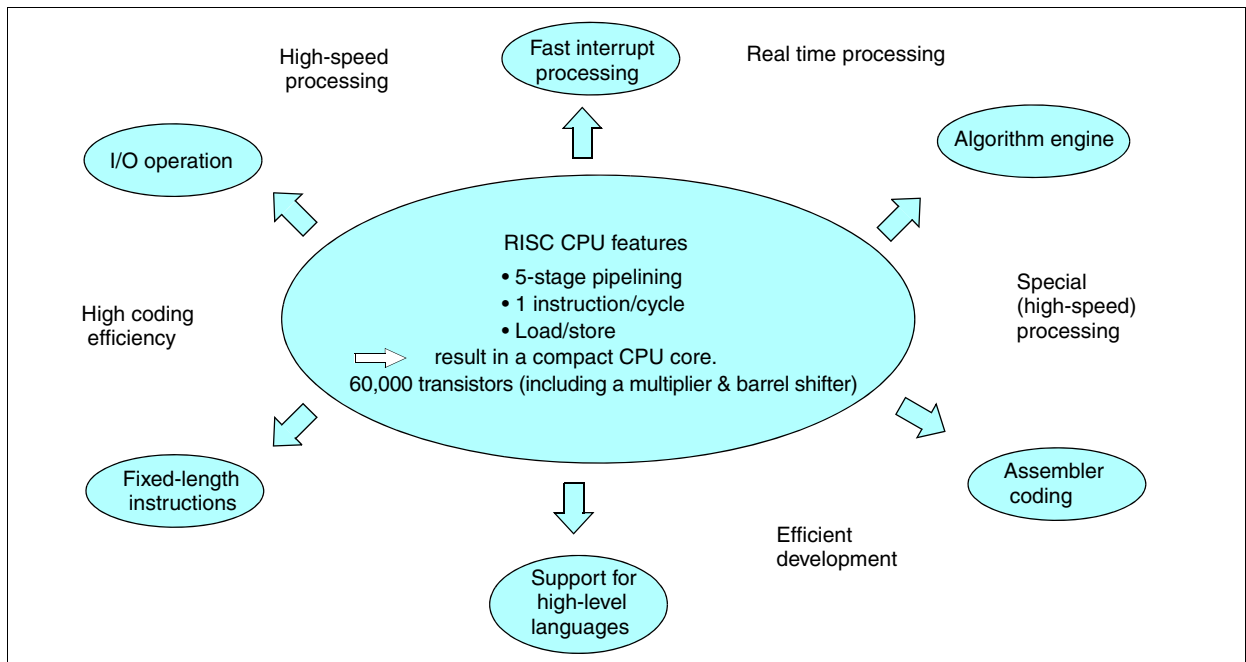 High-speed
processing
Fast interrupt
processing
Real time processing
I/O operation
Algorithm engine
RISC CPU features
• 5-stage pipelining
• 1 instruction/cycle
• Load/store
result in a compact CPU core.
60,000 transistors (including a multiplier & barrel shifter)
High coding
efficiency
Special
(high-speed)
processing
Fixed-length
instructions
Assembler
coding
Efficient
development
Support for
high-level
languages